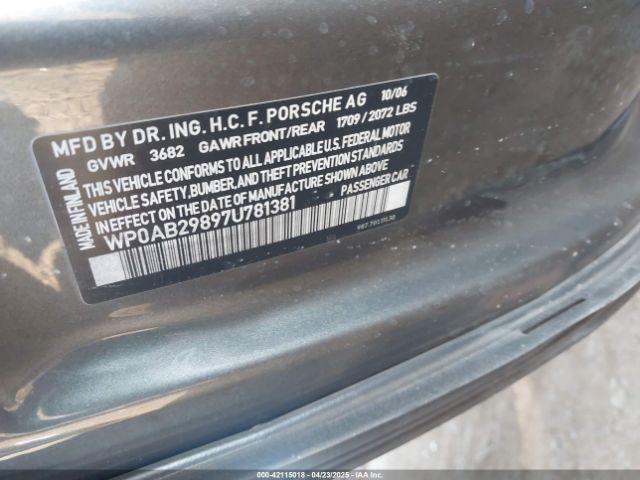 MFD BY DR. ING. H.C. F. PORSCHE AG 10/06
GVWR 3682 GAWR FRONT/REAR 1709 / 2072 LBS
MADE IN FINLAND
THIS VEHICLE CONFORMS TO ALL APPLICABLE U.S. FEDERAL MOTOR
VEHICLE SAFETY, BUMPER, AND THEFT PREVENTION STANDARDS
IN EFFECT ON THE DATE OF MANUFACTURE SHOWN ABOVE
WP0AB29897U781381 PASSENGER CAR
000-42115018 - 04/23/2025 - IAAI.COM